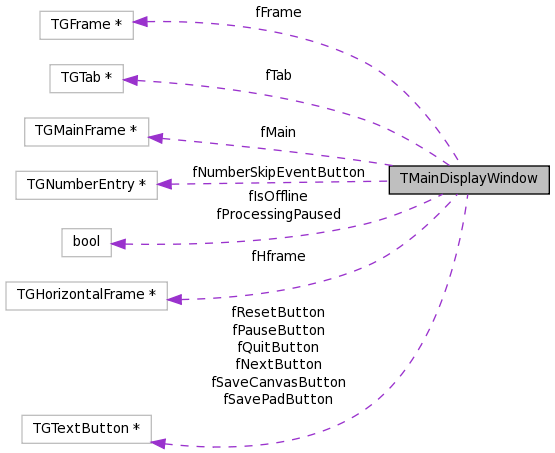 fFrame
TGFrame *
fTab
TGTab *
fMain
TGMainFrame *
fNumberSkipEventButton
TMainDisplayWindow
TGNumberEntry *
fIsOffline
fProcessingPaused
bool
fHframe
TGHorizontalFrame *
fResetButton
fPauseButton
fQuitButton
fNextButton
fSaveCanvasButton
fSavePadButton
TGTextButton *